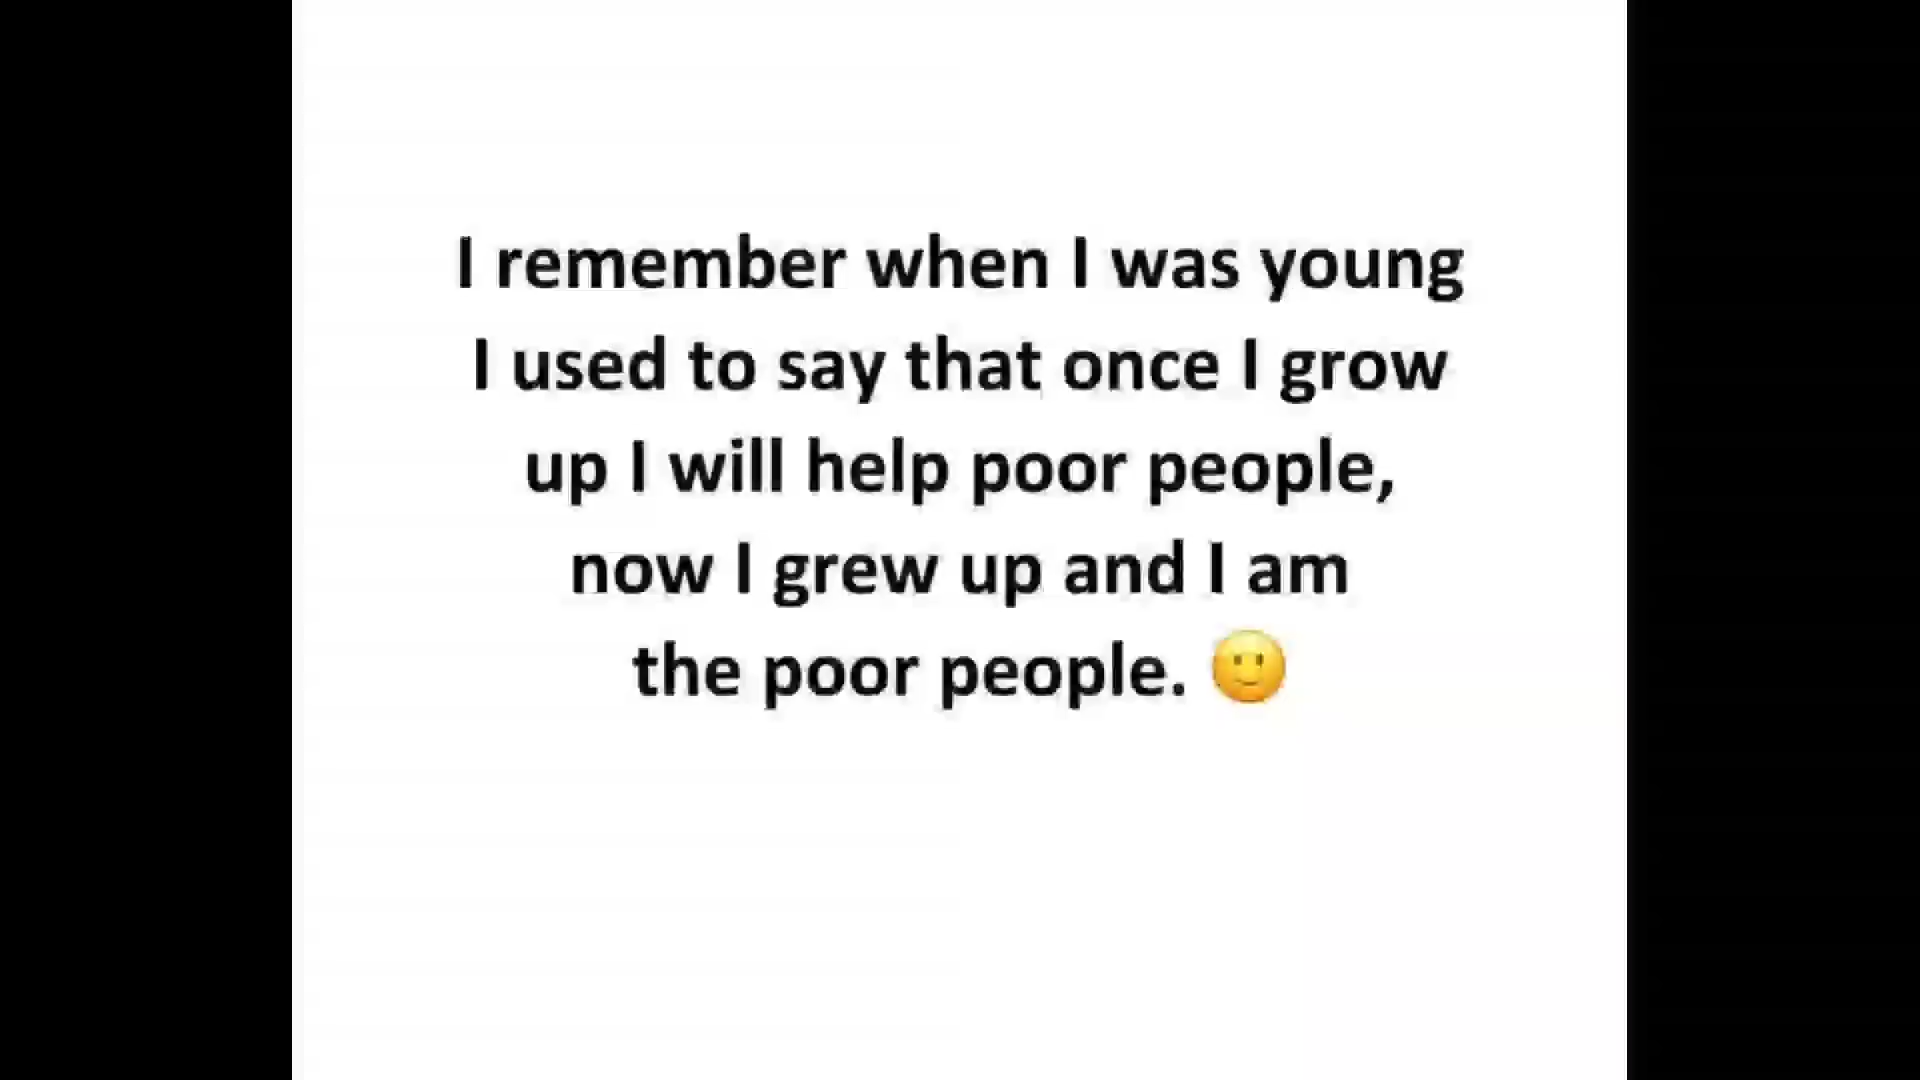 I remember when I was young
I used to say that once I grow
up I will help poor people,
now I grew up and I am
the poor people. 🙂